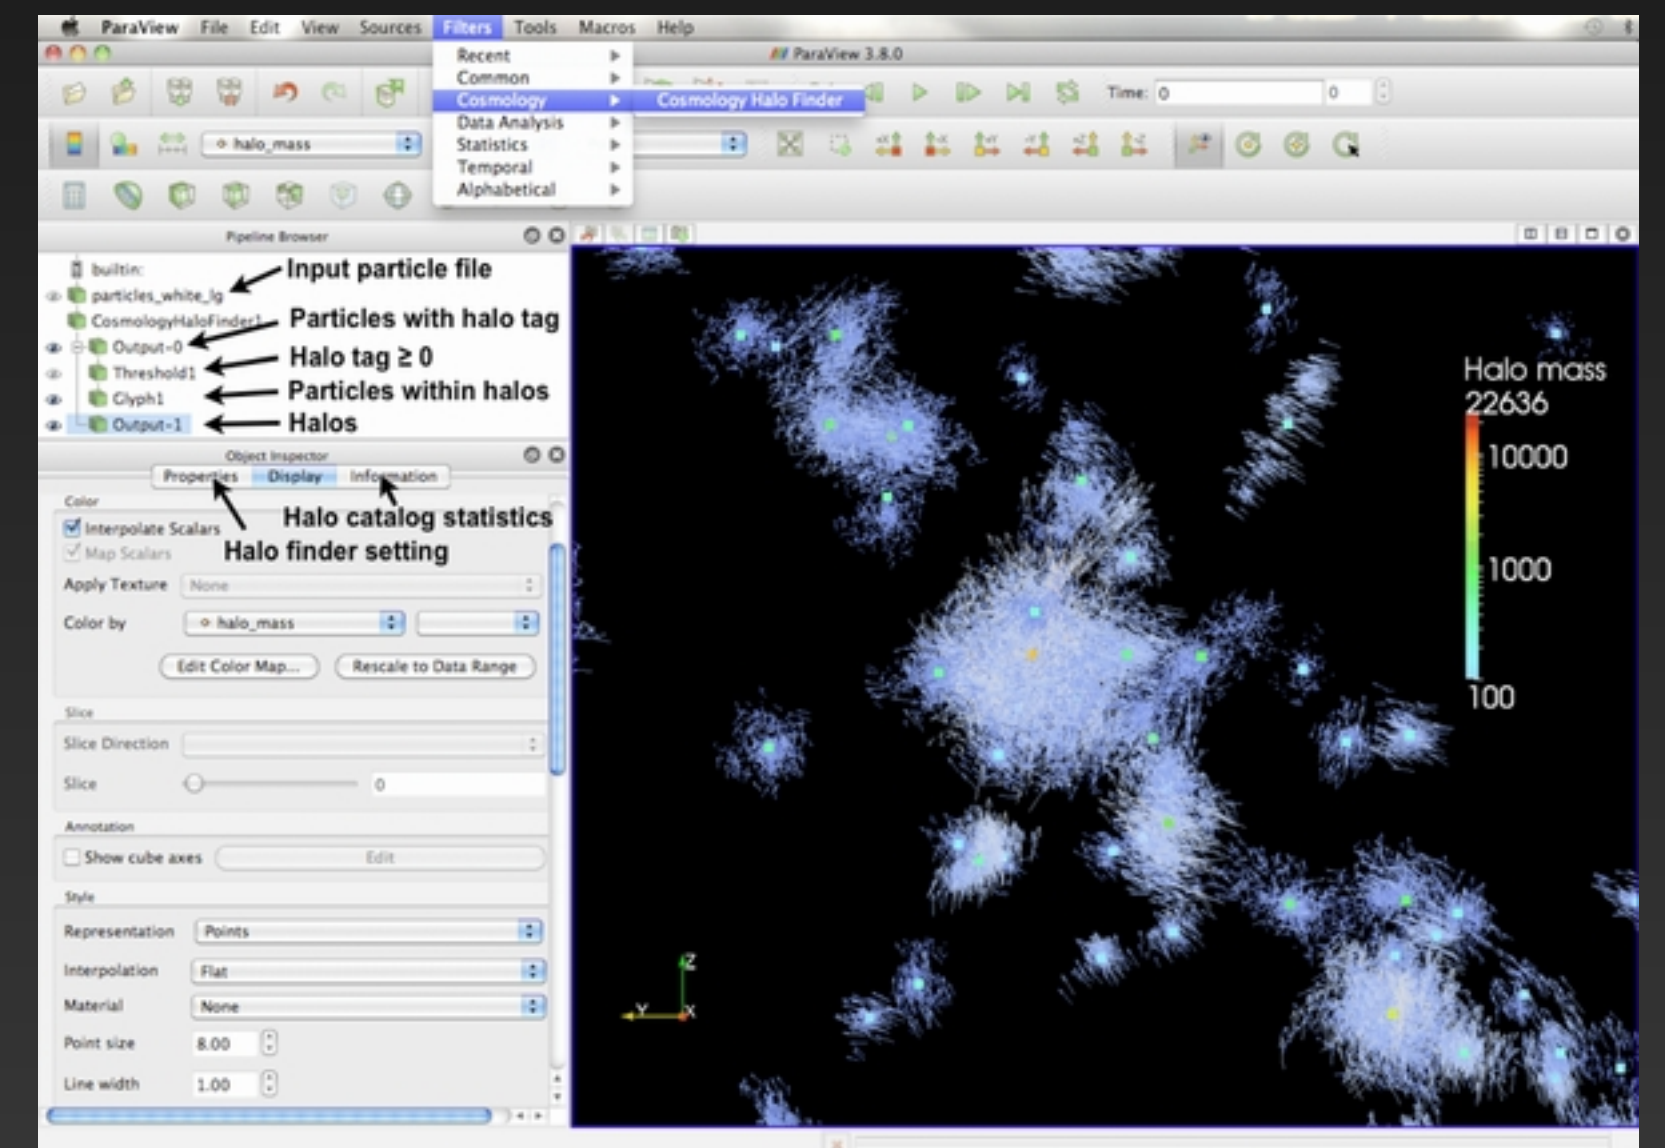 ParaView File Edit View Sources Filters Tools Macros Help
ParaView 3.8.0
Recent
Common
Cosmology
Cosmology Halo Finder
Data Analysis
Statistics
Temporal
Alphabetical
Time: 0 0
halo_mass
Pipeline Browser
builtin:
Input particle file
particles_white_lg
CosmologyHaloFinder1
Particles with halo tag
Output-0
Halo tag ≥ 0
Threshold1
Particles within halos
Glyph1
Halos
Output-1
Object Inspector
Properties Display Information
Color
Halo catalog statistics
Interpolate Scalars
Halo finder setting
Map Scalars
Apply Texture None
Color by halo_mass
Edit Color Map... Rescale to Data Range
Slice
Slice Direction
Slice 0
Annotation
Show cube axes Edit
Style
Representation Points
Interpolation Flat
Material None
Point size 8.00
Line width 1.00
Halo mass
22636
10000
1000
100
Z
Y X